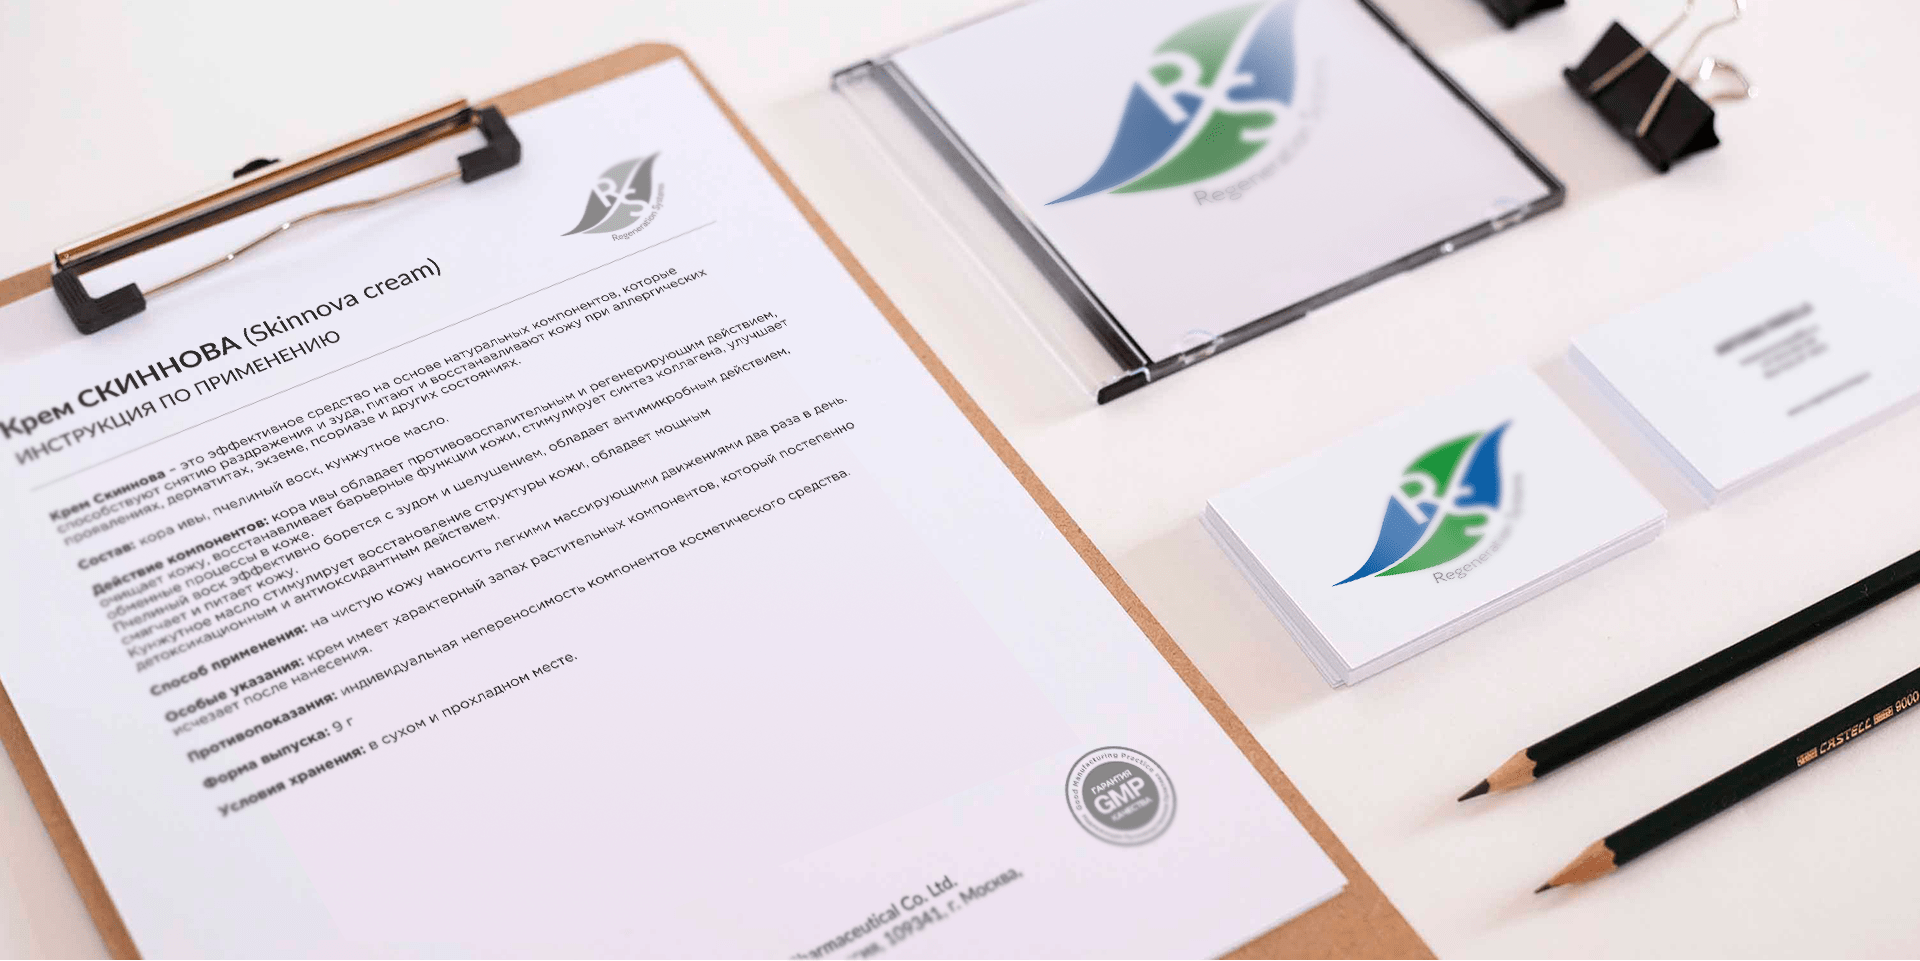 Крем СКИННОВА (Skinnova cream)
ИНСТРУКЦИЯ ПО ПРИМЕНЕНИЮ
RS
Regeneration System
Крем Скиннова – это эффективное средство на основе натуральных компонентов, которые
способствуют снятию раздражения и зуда, питают и восстанавливают кожу при аллергических
проявлениях, дерматитах, экземе, псориазе и других состояниях.
Состав: кора ивы, пчелиный воск, кунжутное масло.
Действие компонентов: кора ивы обладает противовоспалительным и регенерирующим действием,
очищает кожу, восстанавливает барьерные функции кожи, стимулирует синтез коллагена, улучшает
обменные процессы в коже.
Пчелиный воск эффективно борется с зудом и шелушением, обладает антимикробным действием,
смягчает и питает кожу.
Кунжутное масло стимулирует восстановление структуры кожи, обладает мощным
детоксикационным и антиоксидантным действием.
Способ применения: на чистую кожу наносить легкими массирующими движениями два раза в день.
Особые указания: крем имеет характерный запах растительных компонентов, который постепенно
исчезает после нанесения.
Противопоказания: индивидуальная непереносимость компонентов косметического средства.
Форма выпуска: 9 г
Условия хранения: в сухом и прохладном месте.
Good Manufacturing Practice
ГАРАНТИЯ
GMP
КАЧЕСТВА
Co. Ltd.
109341, г. Москва,
RS
Regeneration System
RS
Regeneration System
CASTELL 9000